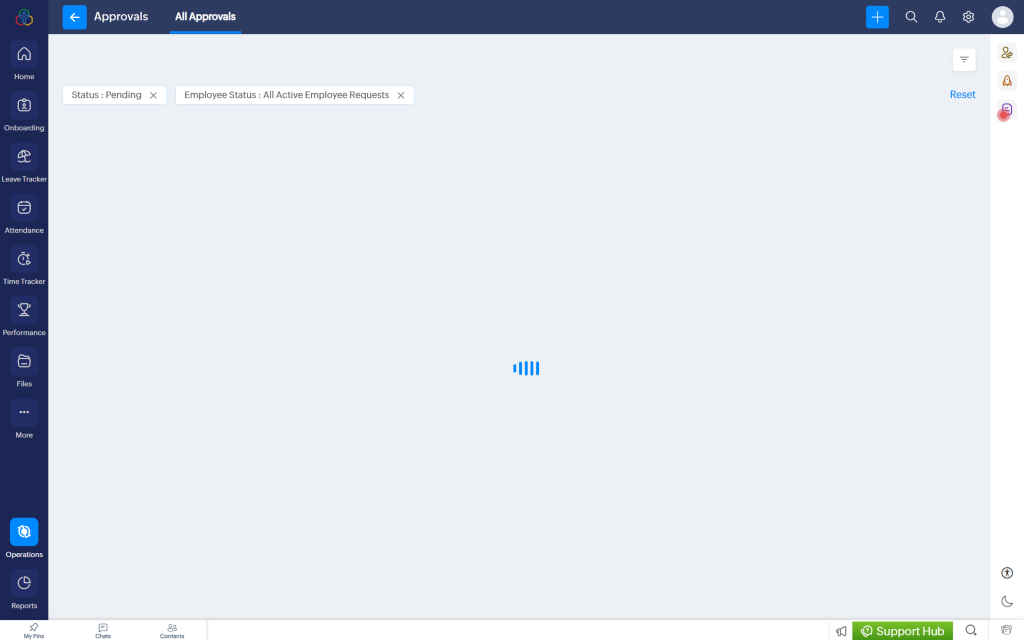 Approvals
All Approvals
Home
Onboarding
Leave Tracker
Attendance
Time Tracker
Performance
Files
More
Operations
Reports
Status : Pending
Employee Status : All Active Employee Requests
Reset
My Pins
Chats
Contacts
Support Hub